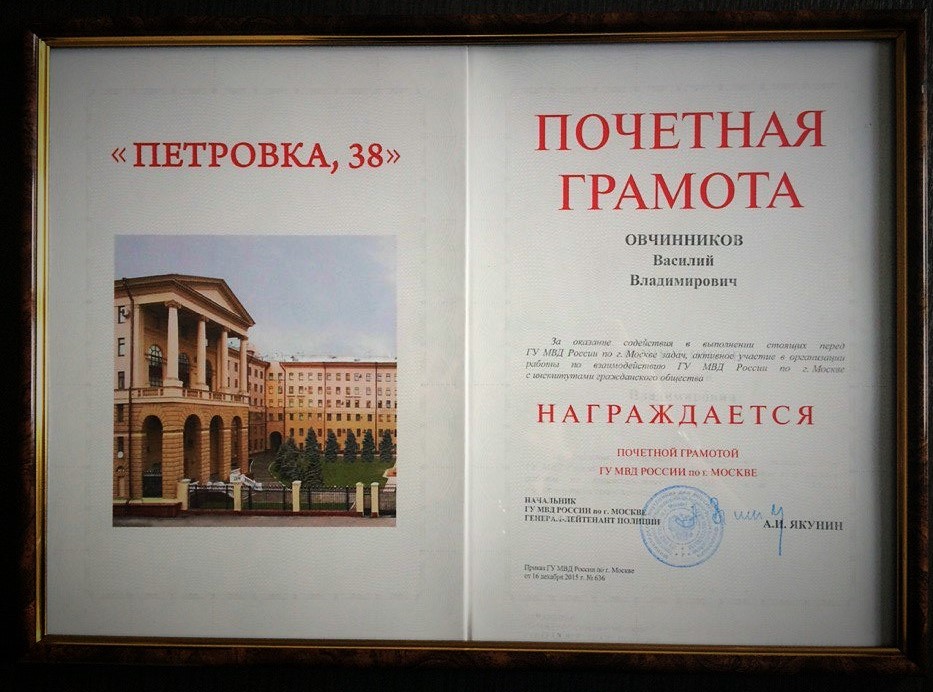 « ПЕТРОВКА, 38»
ПОЧЕТНАЯ
ГРАМОТА
ОВЧИННИКОВ
Василий
Владимирович
За оказание содействия в выполнении стоящих перед
ГУ МВД России по г. Москве задач, активное участие в организации
работы по взаимодействию ГУ МВД России по г. Москве
с институтами гражданского общества
НАГРАЖДАЕТСЯ
ПОЧЕТНОЙ ГРАМОТОЙ
ГУ МВД РОССИИ по г. МОСКВЕ
НАЧАЛЬНИК
ГУ МВД РОССИИ по г. МОСКВЕ
ГЕНЕРАЛ-ЛЕЙТЕНАНТ ПОЛИЦИИ
А.И. ЯКУНИН
Приказ ГУ МВД России по г. Москве
от 16 декабря 2015 г. № 636